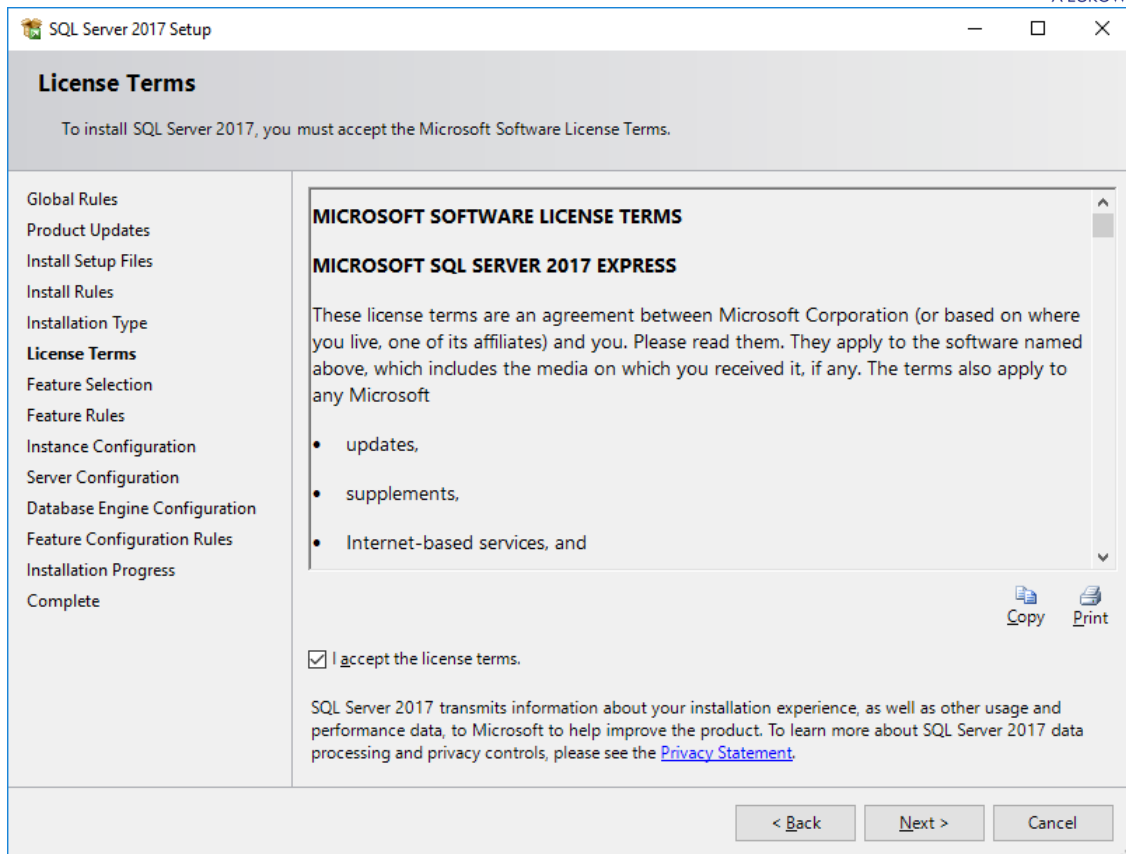 SQL Server 2017 Setup
License Terms
To install SQL Server 2017, you must accept the Microsoft Software License Terms.
Global Rules
Product Updates
Install Setup Files
Install Rules
Installation Type
License Terms
Feature Selection
Feature Rules
Instance Configuration
Server Configuration
Database Engine Configuration
Feature Configuration Rules
Installation Progress
Complete
MICROSOFT SOFTWARE LICENSE TERMS
MICROSOFT SQL SERVER 2017 EXPRESS
These license terms are an agreement between Microsoft Corporation (or based on where
you live, one of its affiliates) and you. Please read them. They apply to the software named
above, which includes the media on which you received it, if any. The terms also apply to
any Microsoft
• updates,
• supplements,
• Internet-based services, and
Copy Print
I accept the license terms.
SQL Server 2017 transmits information about your installation experience, as well as other usage and
performance data, to Microsoft to help improve the product. To learn more about SQL Server 2017 data
processing and privacy controls, please see the Privacy Statement.
< Back Next > Cancel